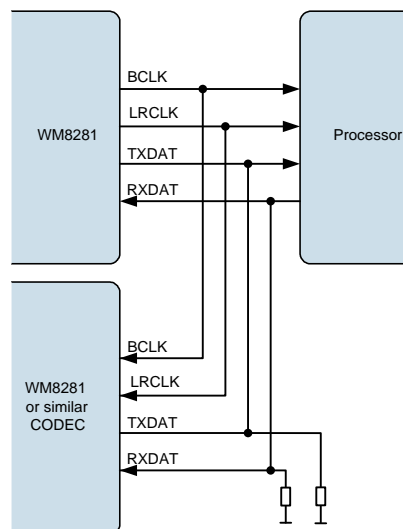 BCLK
LRCLK
WM8281
Processor
TXDAT
RXDAT
BCLK
LRCLK
WM8281
or similar
CODEC
TXDAT
RXDAT